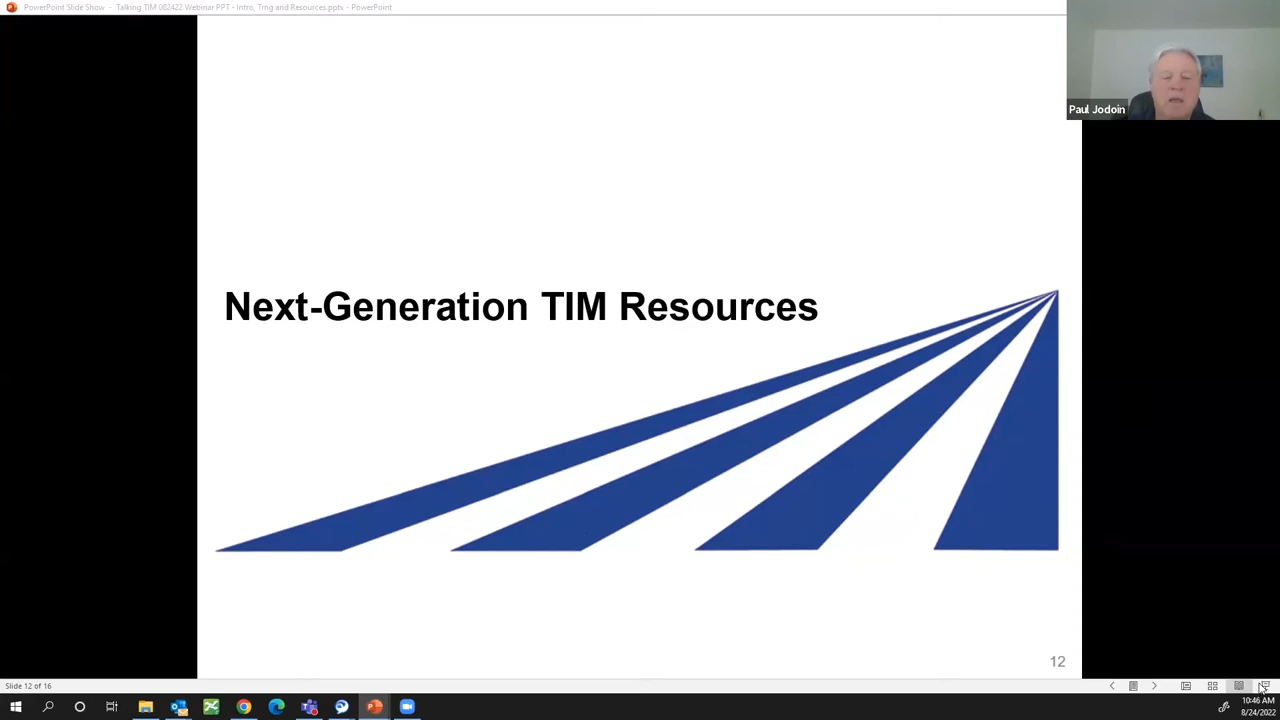 PowerPoint Slide Show - Talking TIM 082422 Webinar PPT - Intro, Trng and Resources.pptx - PowerPoint
Paul Jodoin
Next-Generation TIM Resources
12
Slide 12 of 16
10:46 AM
8/24/2022